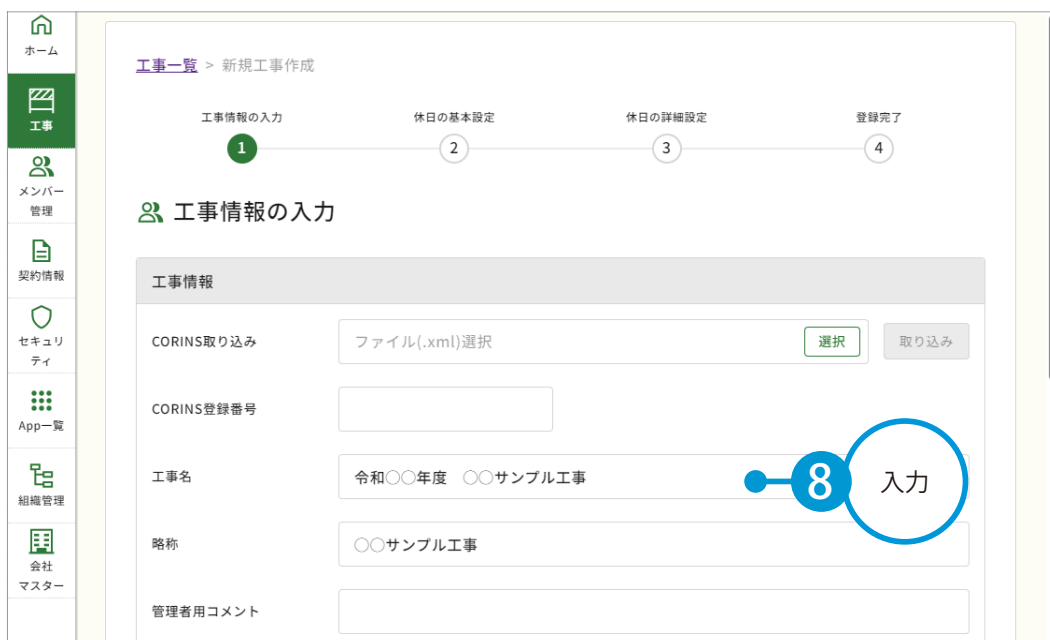 ホーム
工事
メンバー
管理
契約情報
セキュリ
ティ
App一覧
組織管理
会社
マスター
工事一覧 > 新規工事作成
工事情報の入力 休日の基本設定 休日の詳細設定 登録完了
1 2 3 4
工事情報の入力
工事情報
CORINS取り込み ファイル(.xml)選択 選択 取り込み
CORINS登録番号
工事名 令和○○年度　○○サンプル工事 8 入力
略称 ○○サンプル工事
管理者用コメント